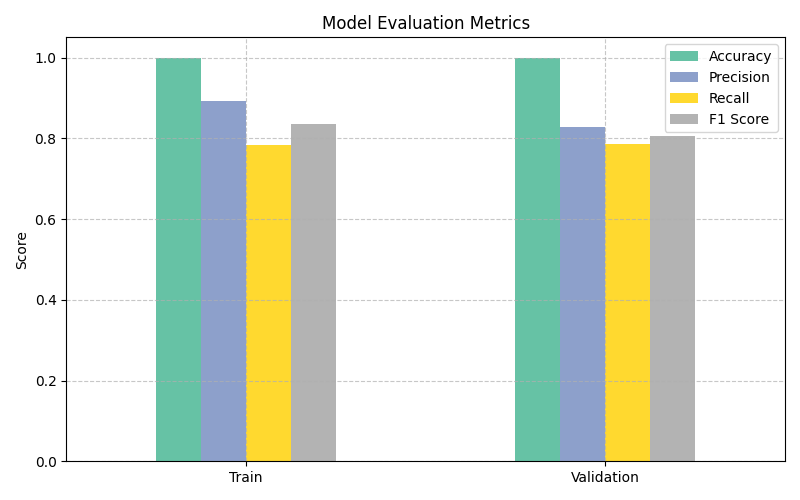 Model Evaluation Metrics
Accuracy
Precision
Recall
F1 Score
Score
1.0
0.8
0.6
0.4
0.2
0.0
Train
Validation